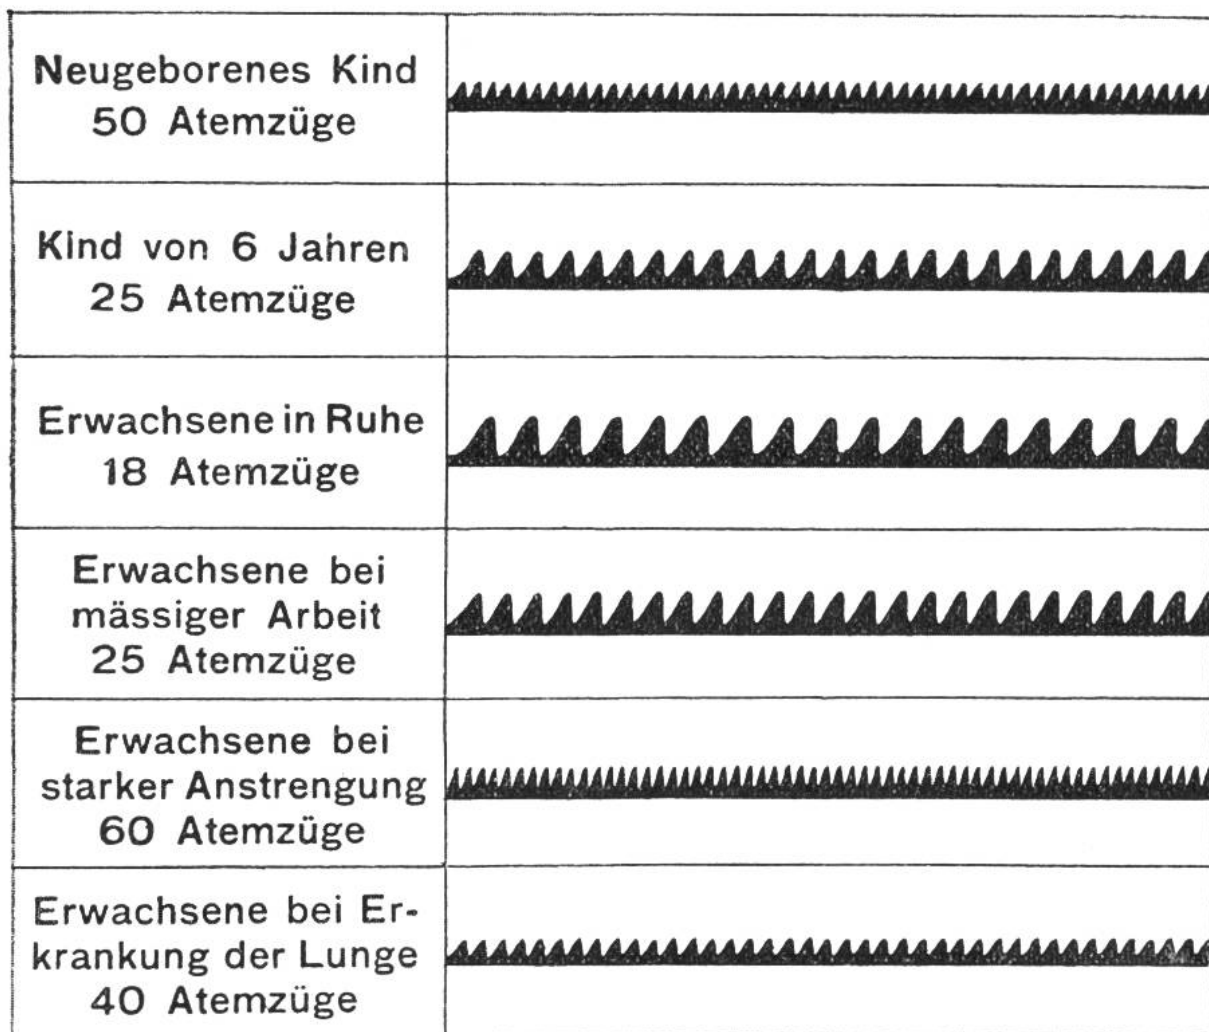 Neugeborenes Kind
50 Atemzüge
Kind von 6 Jahren
25 Atemzüge
Erwachsene in Ruhe
18 Atemzüge
Erwachsene bei
mässiger Arbeit
25 Atemzüge
Erwachsene bei
starker Anstrengung
60 Atemzüge
Erwachsene bei Er-
krankung der Lunge
40 Atemzüge